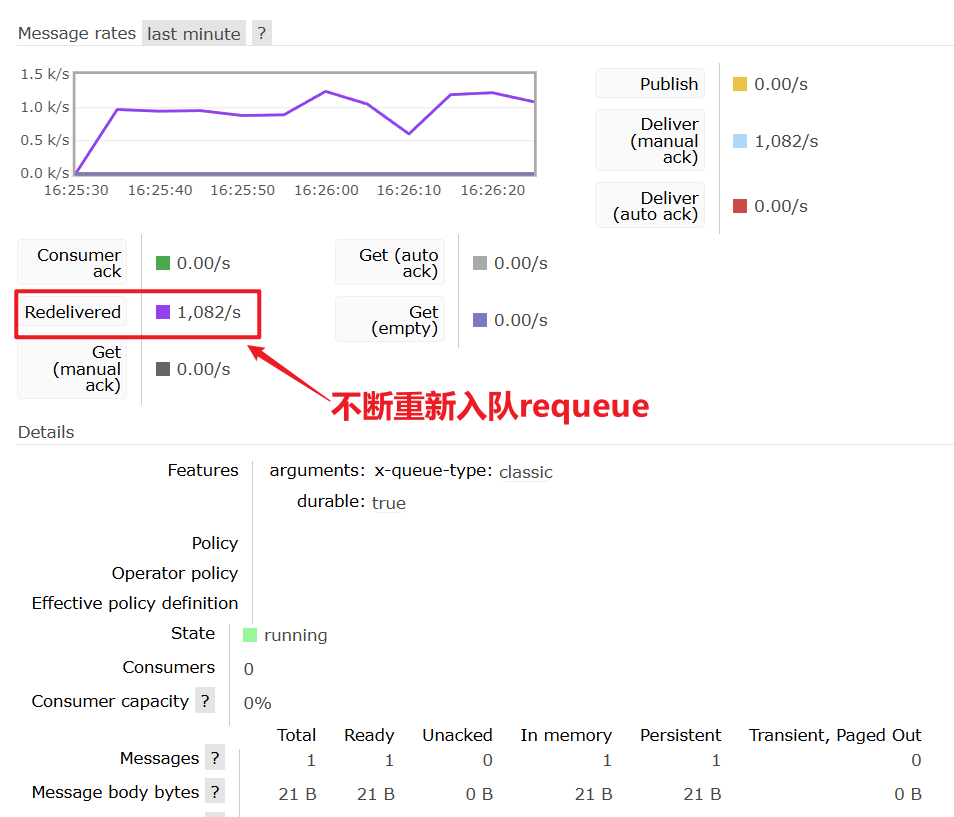 Message rates last minute ?
1.5 k/s
1.0 k/s
0.5 k/s
0.0 k/s
16:25:30 16:25:40 16:25:50 16:26:00 16:26:10 16:26:20
Publish 0.00/s
Deliver
(manual
ack)
1,082/s
Deliver
(auto ack)
0.00/s
Consumer
ack
0.00/s
Redelivered 1,082/s
Get
(manual
ack)
0.00/s
Get (auto
ack)
0.00/s
Get
(empty)
0.00/s
不断重新入队requeue
Details
Features arguments: x-queue-type: classic
durable: true
Policy
Operator policy
Effective policy definition
State running
Consumers 0
Consumer capacity ? 0%
Total Ready Unacked In memory Persistent Transient, Paged Out
Messages ? 1 1 0 1 1 0
Message body bytes ? 21 B 21 B 0 B 21 B 21 B 0 B